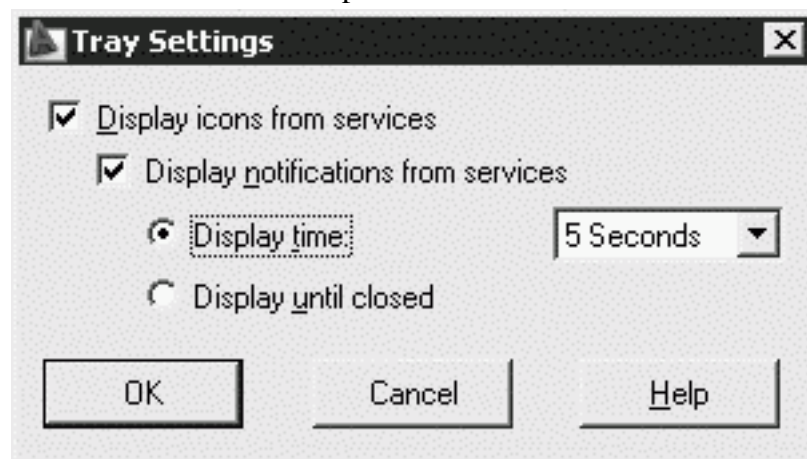 Tray Settings
Display icons from services
Display notifications from services
Display time: 5 Seconds
Display until closed
OK Cancel Help